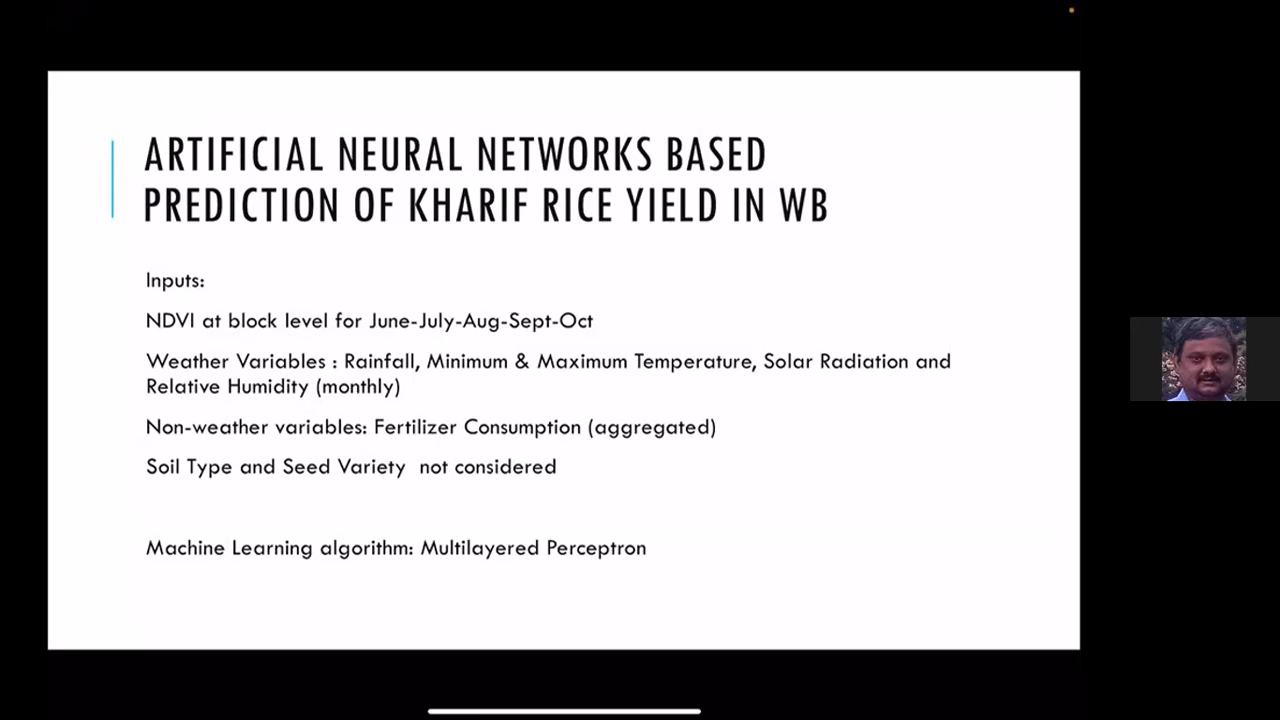 ARTIFICIAL NEURAL NETWORKS BASED
PREDICTION OF KHARIF RICE YIELD IN WB
Inputs:
NDVI at block level for June-July-Aug-Sept-Oct
Weather Variables : Rainfall, Minimum & Maximum Temperature, Solar Radiation and
Relative Humidity (monthly)
Non-weather variables: Fertilizer Consumption (aggregated)
Soil Type and Seed Variety  not considered
Machine Learning algorithm: Multilayered Perceptron